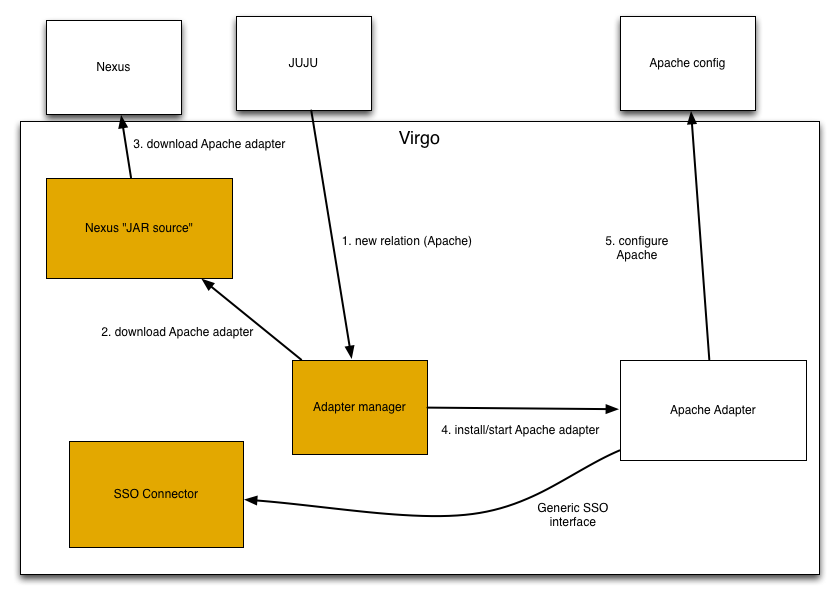 Nexus
JUJU
Apache config
Virgo
3. download Apache adapter
Nexus "JAR source"
1. new relation (Apache)
5. configure
Apache
2. download Apache adapter
Adapter manager
Apache Adapter
4. install/start Apache adapter
SSO Connector
Generic SSO
interface